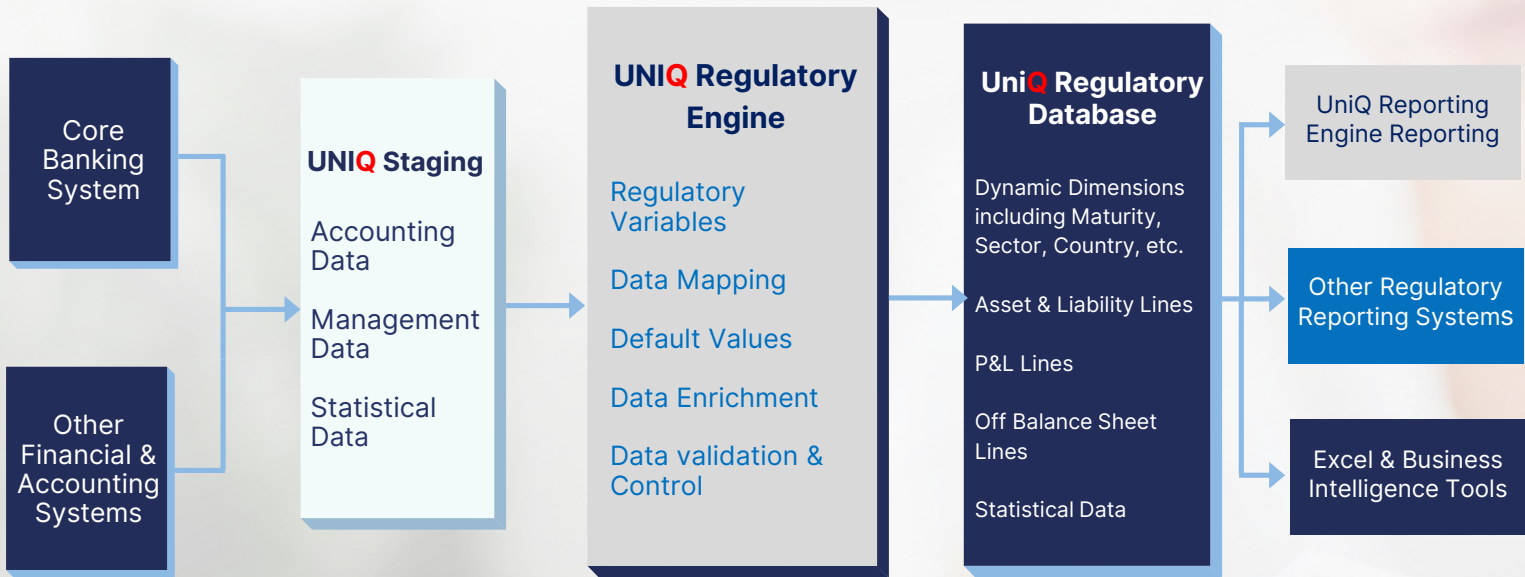 Core
Banking
System
Other
Financial &
Accounting
Systems
UNIQ Staging
Accounting
Data
Management
Data
Statistical
Data
UNIQ Regulatory
Engine
Regulatory
Variables
Data Mapping
Default Values
Data Enrichment
Data validation &
Control
UniQ Regulatory
Database
Dynamic Dimensions
including Maturity,
Sector, Country, etc.
Asset & Liability Lines
P&L Lines
Off Balance Sheet
Lines
Statistical Data
UniQ Reporting
Engine Reporting
Other Regulatory
Reporting Systems
Excel & Business
Intelligence Tools